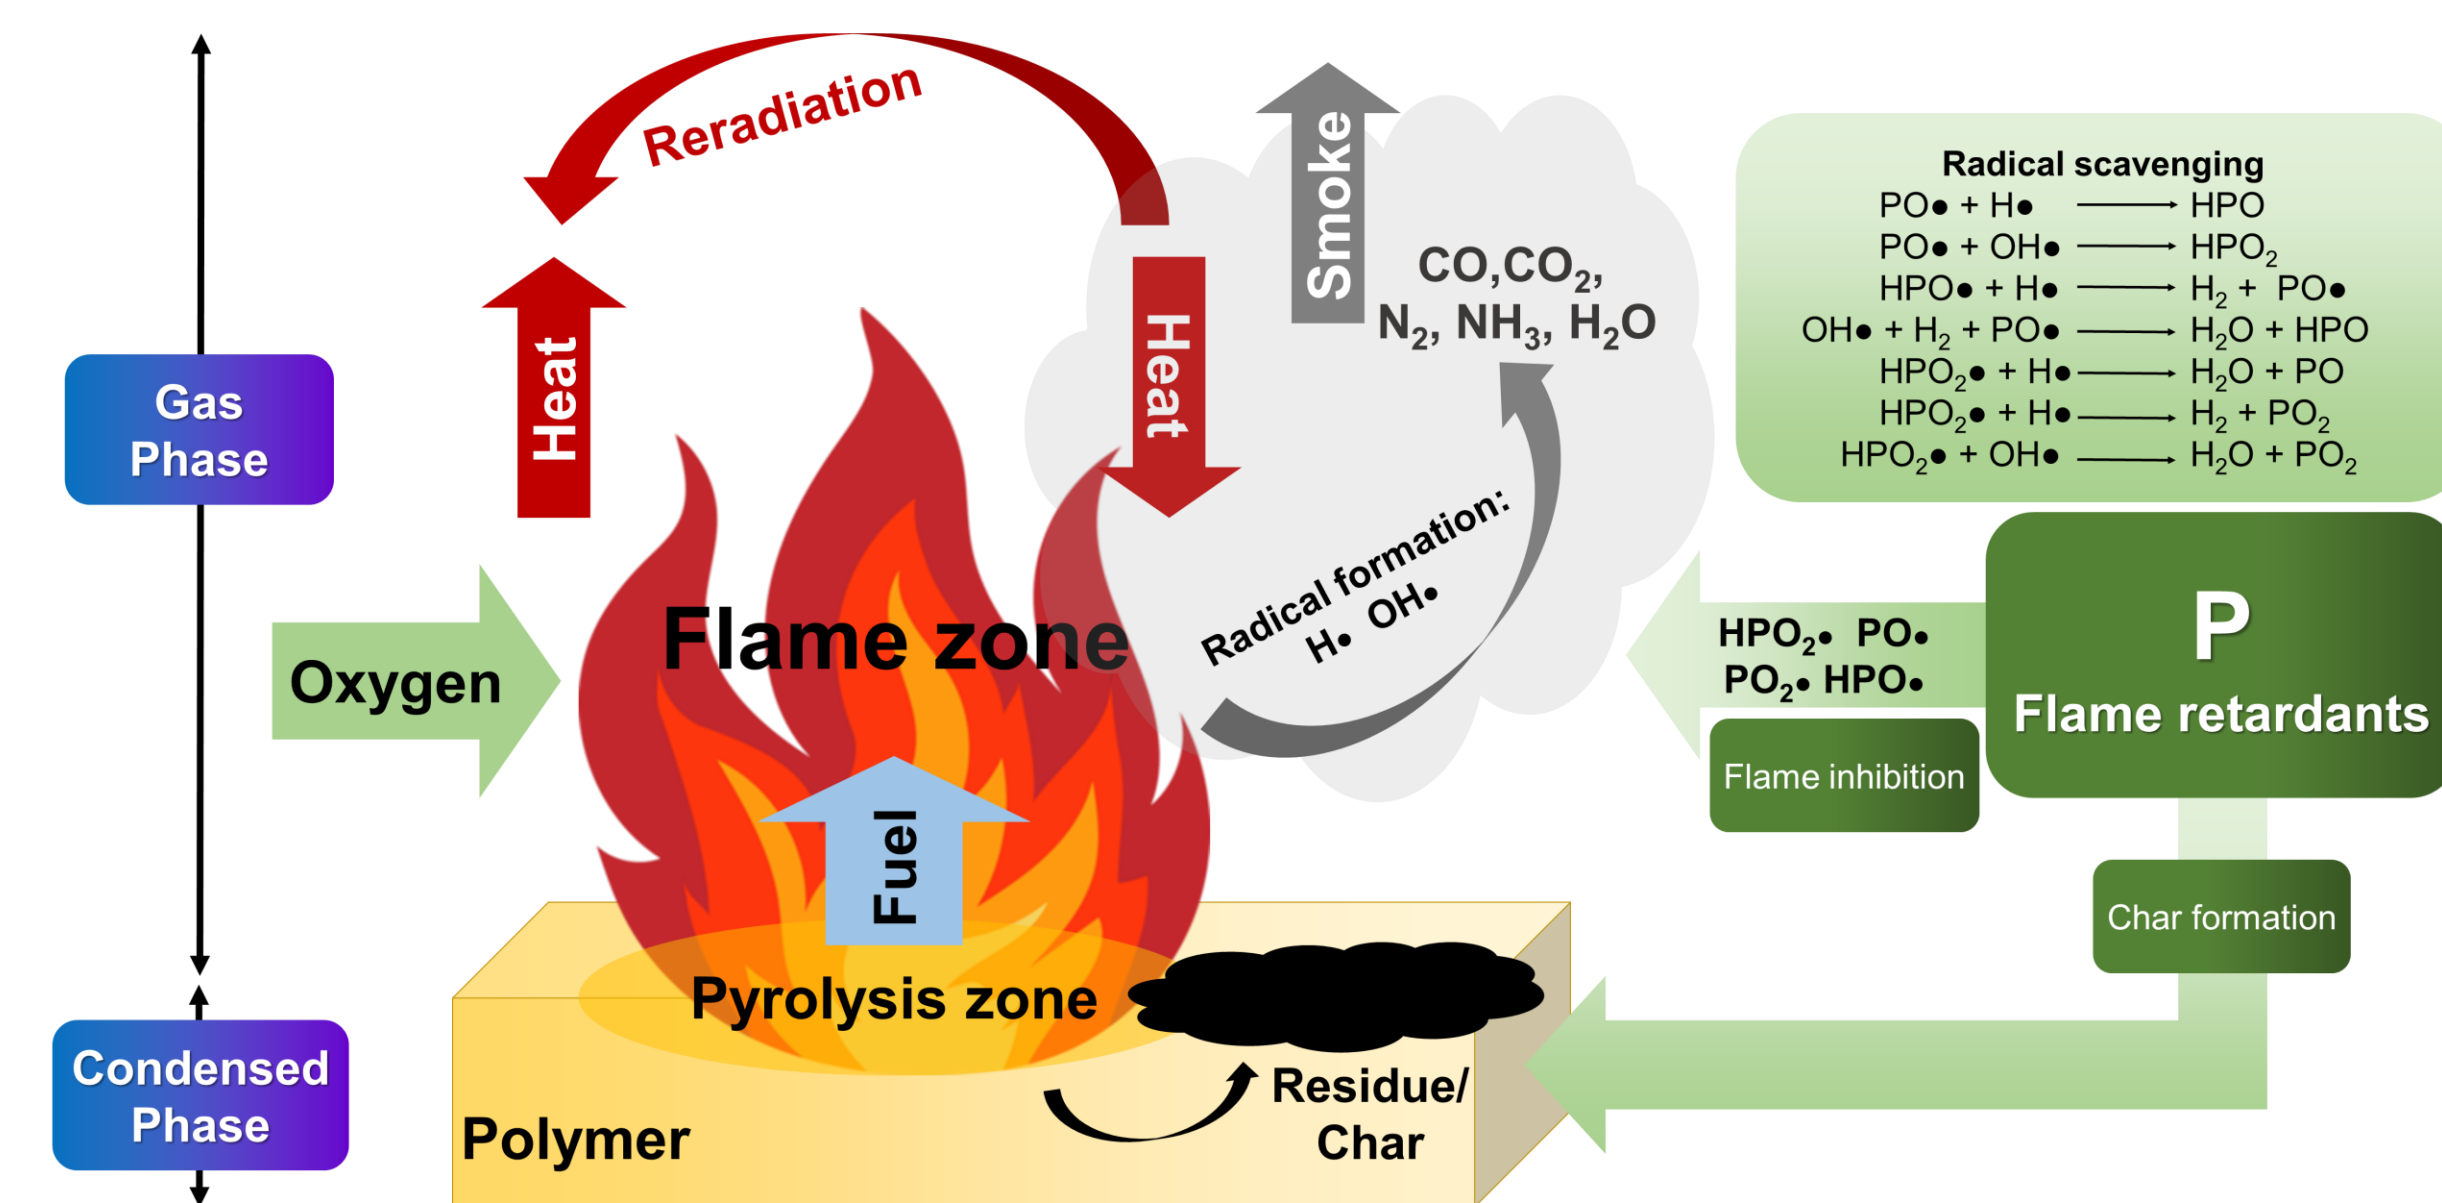 Reradiation
Smoke
Heat
Heat
CO,CO₂,
N₂, NH₃, H₂O
Radical scavenging
PO● + H● ⟶ HPO
PO● + OH● ⟶ HPO₂
HPO● + H● ⟶ H₂ + PO●
OH● + H₂ + PO● ⟶ H₂O + HPO
HPO₂● + H● ⟶ H₂O + PO
HPO₂● + H● ⟶ H₂ + PO₂
HPO₂● + OH● ⟶ H₂O + PO₂
Gas
Phase
Oxygen
Flame zone
Radical formation:
H● OH●
HPO₂● PO●
PO₂● HPO●
Flame inhibition
P
Flame retardants
Char formation
Fuel
Pyrolysis zone
Condensed
Phase
Polymer
Residue/
Char